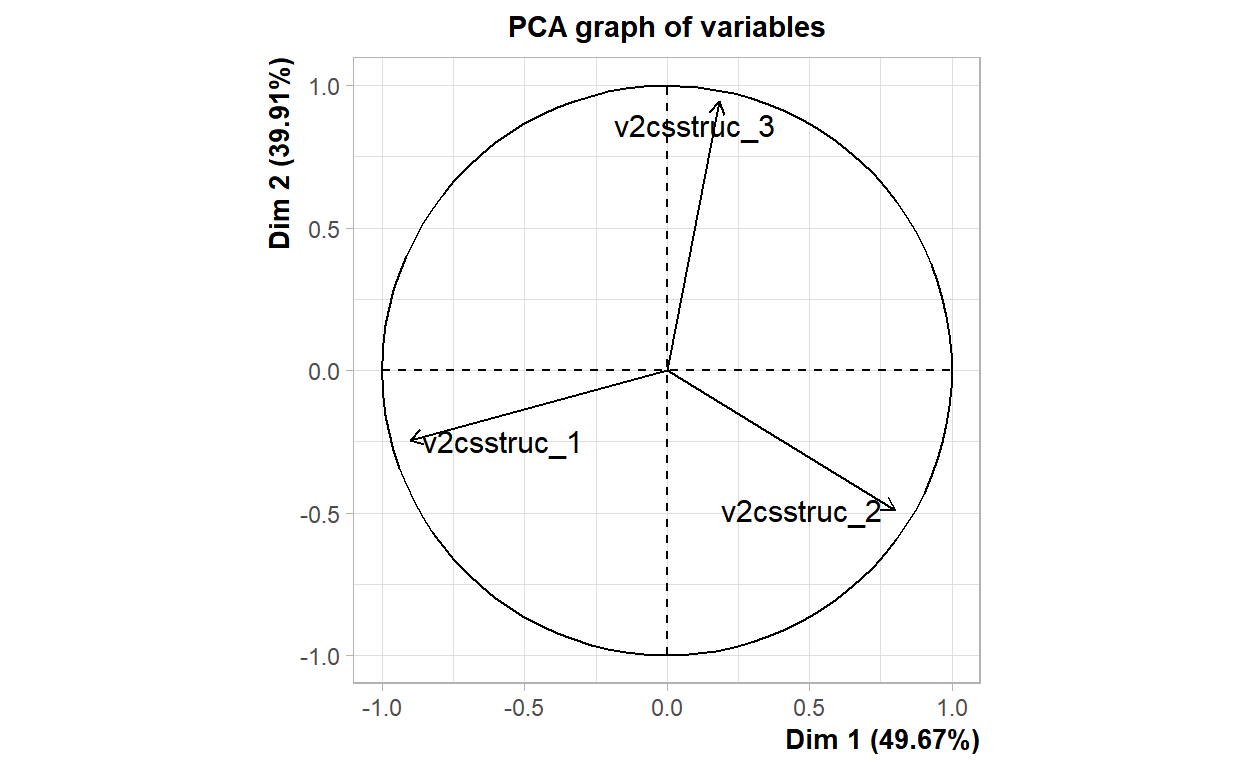 PCA graph of variables
Dim 2 (39.91%)
1.0
0.5
0.0
-0.5
-1.0
v2csstruc_3
v2csstruc_1
v2csstruc_2
-1.0
-0.5
0.0
0.5
1.0
Dim 1 (49.67%)